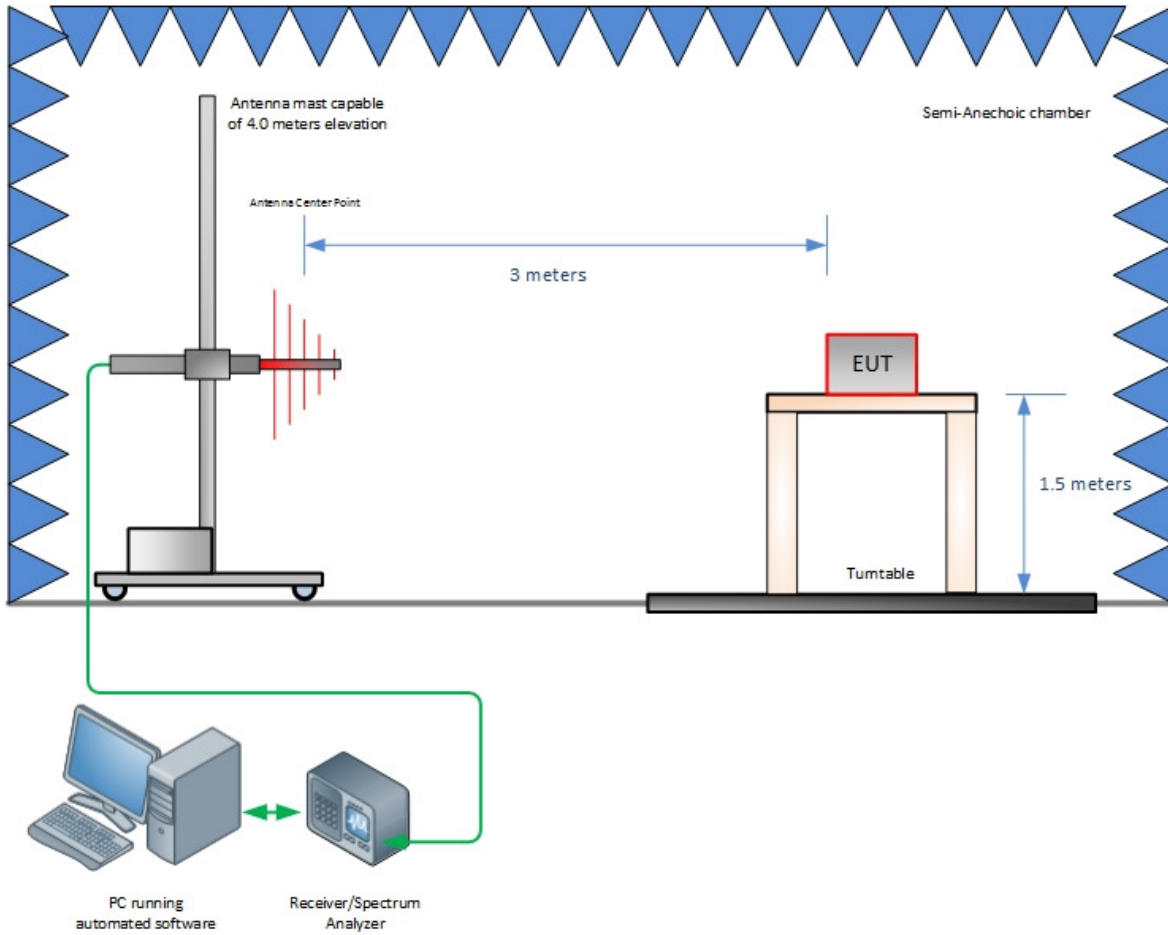 Antenna mast capable
of 4.0 meters elevation
Semi-Anechoic chamber
Antenna Center Point
3 meters
EUT
1.5 meters
Turntable
PC running
automated software
Receiver/Spectrum
Analyzer